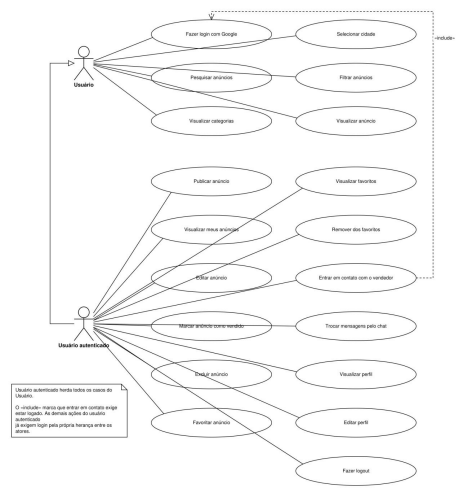 Fazer login com Google
Selecionar cidade
«include»
Pesquisar anúncios
Filtrar anúncios
Usuário
Visualizar categorias
Visualizar anúncio
Publicar anúncio
Visualizar favoritos
Visualizar meus anúncios
Remover dos favoritos
Editar anúncio
Entrar em contato com o vendedor
Marcar anúncio como vendido
Trocar mensagens pelo chat
Usuário autenticado
Excluir anúncio
Visualizar perfil
Usuário autenticado herda todos os casos do
Usuário.
O «include» marca que entrar em contato exige
estar logado. As demais ações do usuário
autenticado
já exigem login pela própria herança entre os
atores.
Favoritar anúncio
Editar perfil
Fazer logout